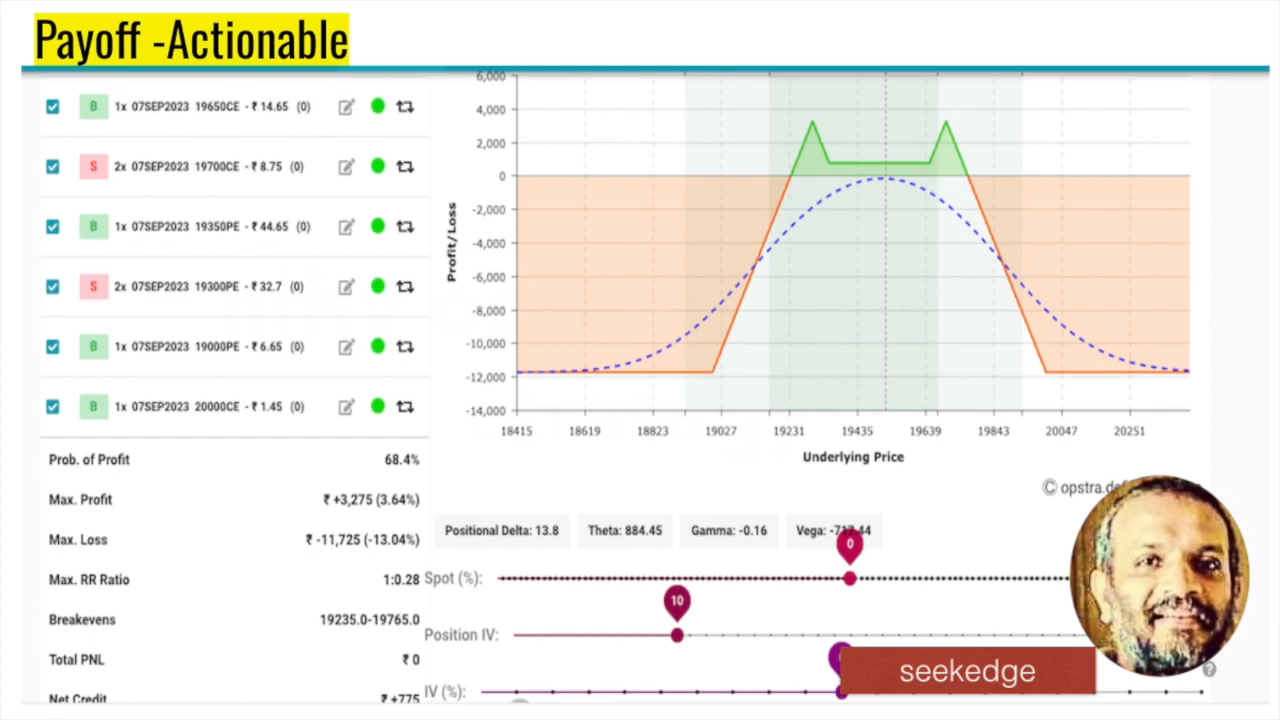 Payoff -Actionable
B 1x 07SEP2023 19650CE - ₹ 14.65 (0)
S 2x 07SEP2023 19700CE - ₹ 8.75 (0)
B 1x 07SEP2023 19350PE - ₹ 44.65 (0)
S 2x 07SEP2023 19300PE - ₹ 32.7 (0)
B 1x 07SEP2023 19000PE - ₹ 6.65 (0)
B 1x 07SEP2023 20000CE - ₹ 1.45 (0)
Prob. of Profit 68.4%
Max. Profit ₹ +3,275 (3.64%)
Max. Loss ₹ -11,725 (-13.04%)
Max. RR Ratio 1:0.28
Breakevens 19235.0-19765.0
Total PNL ₹ 0
Net Credit ₹ +775
6,000
4,000
2,000
0
-2,000
-4,000
-6,000
-8,000
-10,000
-12,000
-14,000
Profit/Loss
18415 18619 18823 19027 19231 19435 19639 19843 20047 20251
Underlying Price
© opstra.de
Positional Delta: 13.8 Theta: 884.45 Gamma: -0.16 Vega: -717.44
0
Spot (%):
10
Position IV:
IV (%):
seekedge
?